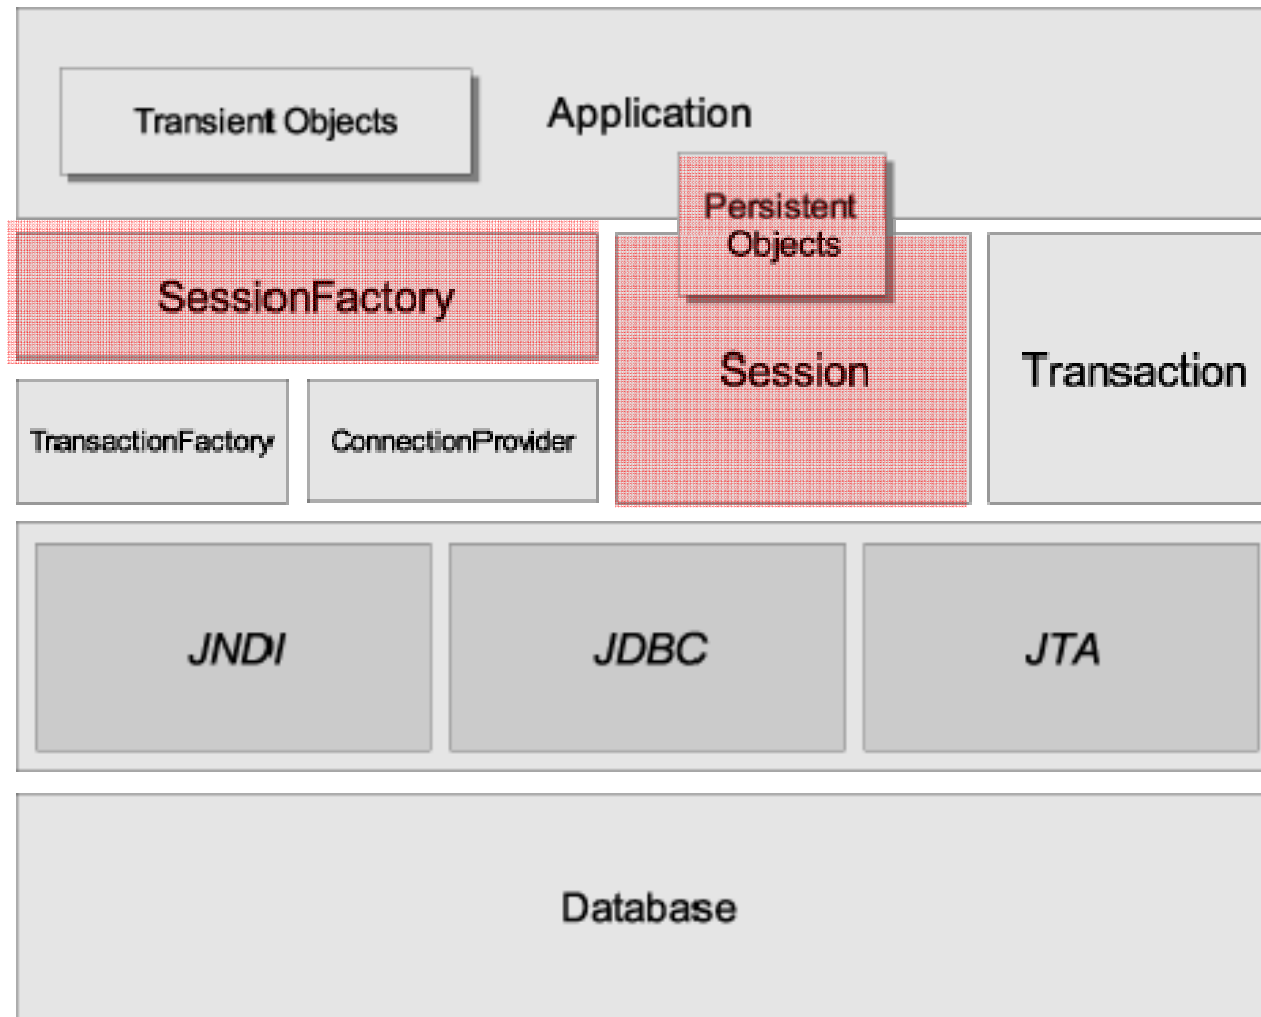 Transient Objects
Application
Persistent
Objects
SessionFactory
Session
Transaction
TransactionFactory
ConnectionProvider
JNDI
JDBC
JTA
Database